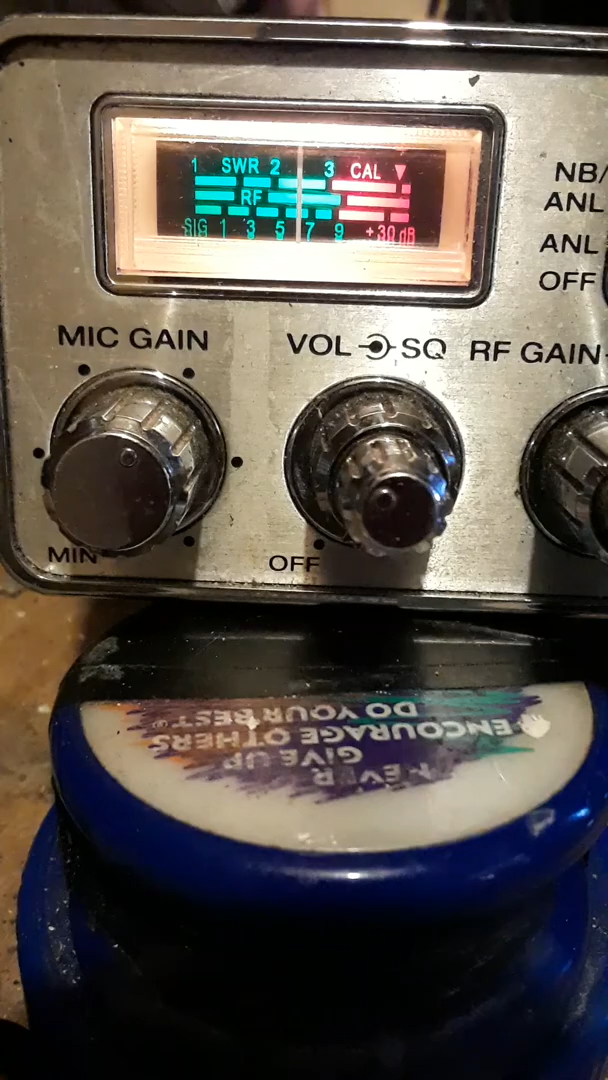 1 SWR 2 3 CAL
RF
SIG 1 3 5 7 9 +30 dB
NB/
ANL
ANL
OFF
MIC GAIN
VOL SQ
RF GAIN
MIN
OFF
NEVER
GIVE UP
ENCOURAGE OTHERS
DO YOUR BEST®